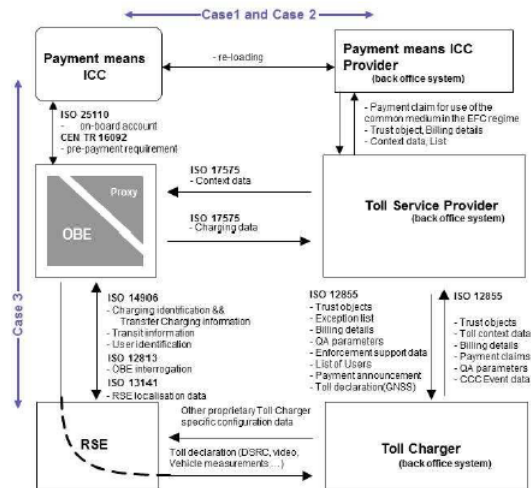 Case1 and Case 2
Payment means
ICC
- re-loading
Payment means ICC
Provider
(back office system)
ISO 25110
- on-board account
CEN TR 16092
- pre-payment requirement
- Payment claim for use of the
common medium in the EFC regime
- Trust object, Billing details
- Context data, List
Proxy
OBE
ISO 17575
- Context data
ISO 17575
- Charging data
Toll Service Provider
(back office system)
Case 3
ISO 14906
- Charging identification &&
Transfer Charging information
- Transit information
- User identification
ISO 12813
- OBE interrogation
ISO 13141
- RSE localisation data
ISO 12855
- Trust objects
- Exception list
- Billing details
- QA parameters
- Enforcement support data
- List of Users
- Payment announcement
- Toll declaration(GNSS)
ISO 12855
- Trust objects
- Toll context data
- Billing details
- Payment claims
- QA parameters
- CCC Event data
RSE
Other proprietary Toll Charger
specific configuration data
Toll declaration (DSRC, video,
Vehicle measurements ...)
Toll Charger
(back office system)